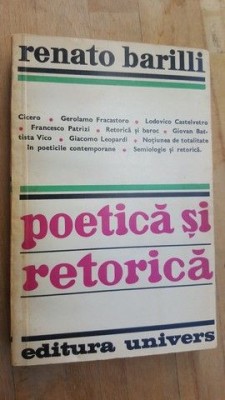 renato barilli
Cicero • Gerolamo Fracastoro • Lodovico Castelvetro
• Francesco Patrizi • Retorică și baroc • Giovan Bat-
tista Vico • Giacomo Leopardi • Noțiunea de totalitate
în poeticile contemporane • Semiologie și retorică.
poetică și
retorică
editura univers